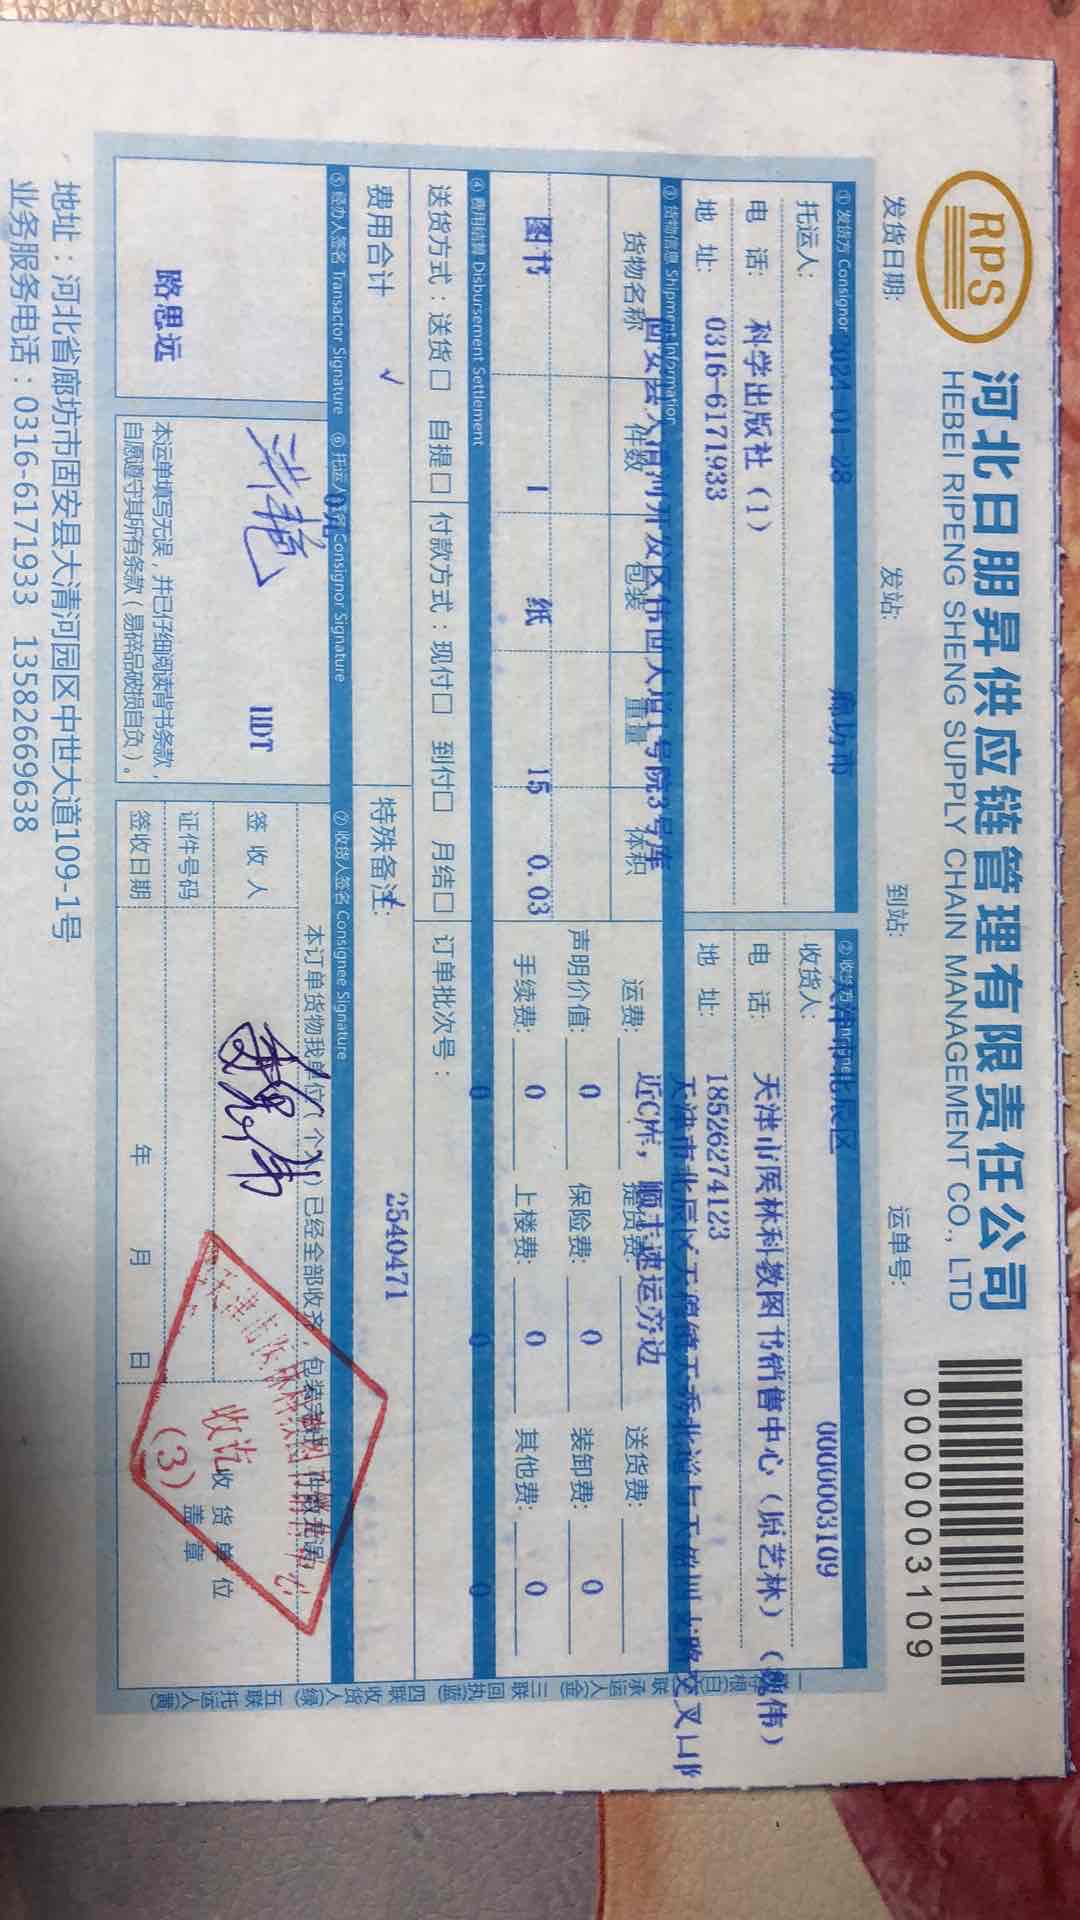 RPS
河北日朋昇供应链管理有限责任公司
HEBEI RIPENG SHENG SUPPLY CHAIN MANAGEMENT CO., LTD
0000003109
发货日期: 发站: 到站: 运单号:
2024-01-28 廊坊市 天津市北辰区 0000003109
① 发货方 Consignor
托运人:
电 话: 科学出版社（1）
地 址: 0316-6171933
② 收货方
收货人:
电 话: 天津市医林科教图书销售中心（原艺林）（魏伟）
地 址: 18526274123
③ 货物信息 Shipment Information
货物名称 件数 包装 重量 体积
图书 1 纸 15 0.03
运费: 提货费: 送货费:
顺丰速运旁边
声明价值: 0 保险费: 0 装卸费: 0
手续费: 0 上楼费: 0 其他费: 0
④ 费用结算 Disbursement Settlement
0 0 0
送货方式：送货□ 自提□ 付款方式：现付□ 到付□ 月结□ 订单批次号：
费用合计 √ 特殊备注:
2540471
⑤ 经办人签名 Transactor Signature
路思远
⑥ 托运人签名 Consignor Signature
UDT
本运单填写无误，并已仔细阅读背书条款，
自愿遵守其所有条款（易碎品破损自负）。
⑦ 收货人签名 Consignee Signature
本订单货物我单位（个人）已经全部收齐，包装完好
签 收 人
证件号码
签收日期 年 月 日
收货单位
盖章
收讫
(3)
地址：河北省廊坊市固安县大清河园区中世大道109-1号
业务服务电话：0316-6171933 13582669638